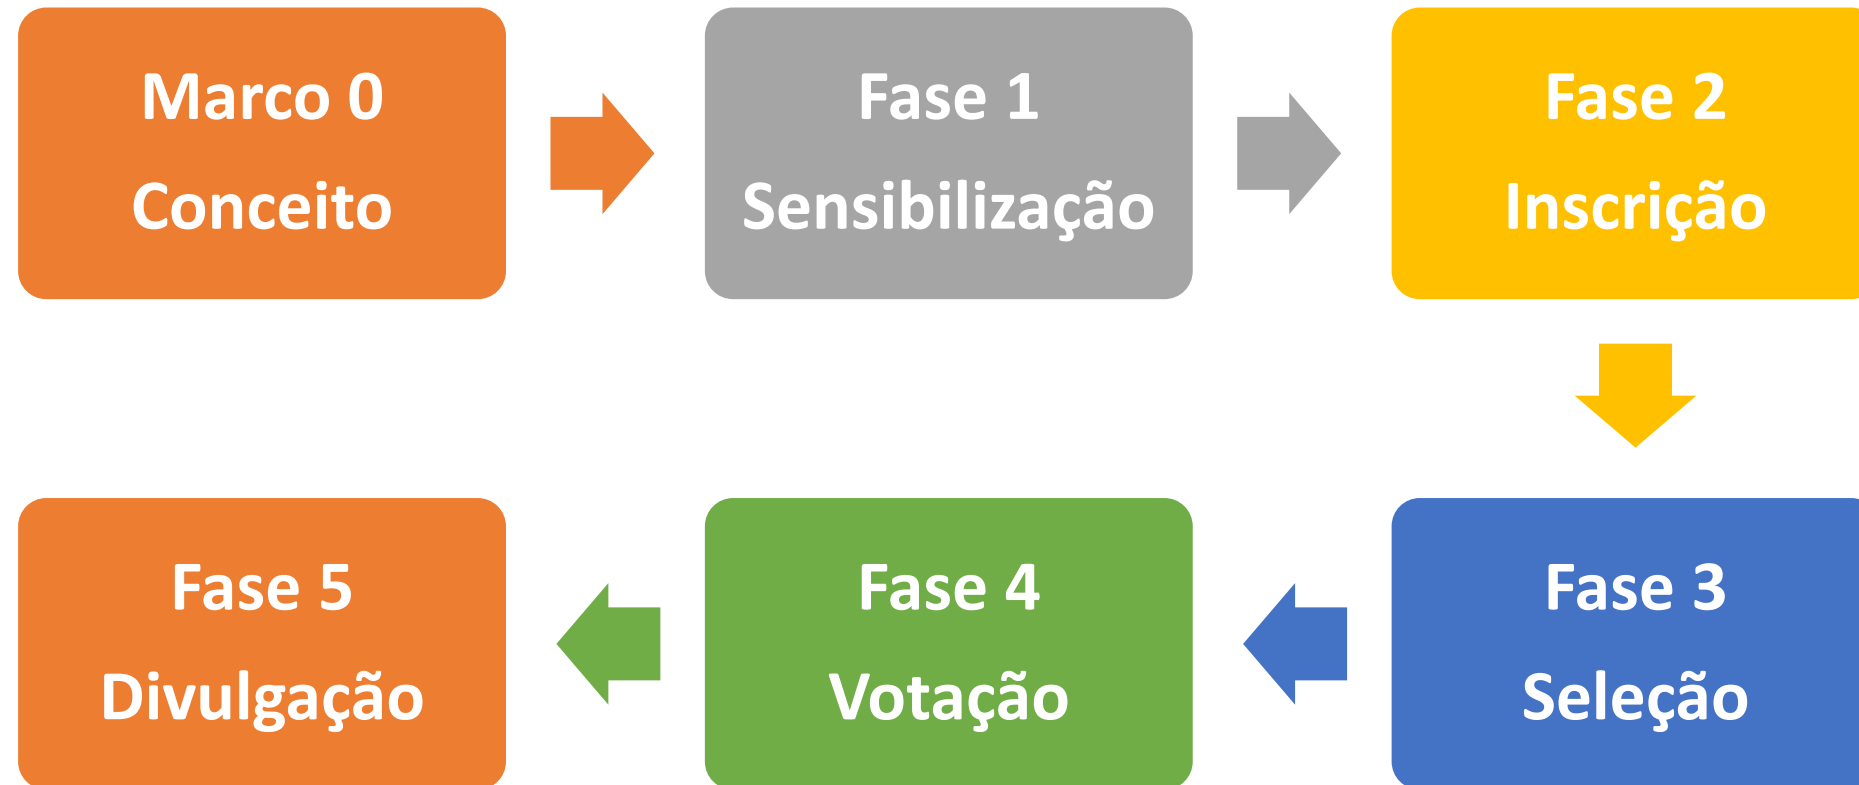 Marco 0
Conceito
Fase 1
Sensibilização
Fase 2
Inscrição
Fase 3
Seleção
Fase 4
Votação
Fase 5
Divulgação